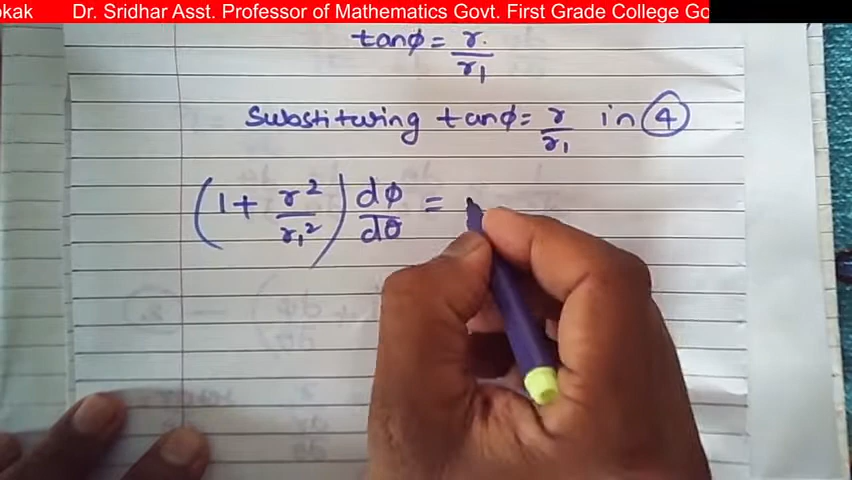 okak Dr. Sridhar Asst. Professor of Mathematics Govt. First Grade College Go
tanϕ = r/r₁
Substituring tanϕ = r/r₁ in 4
(1 + r²/r₁²) dϕ/dθ =